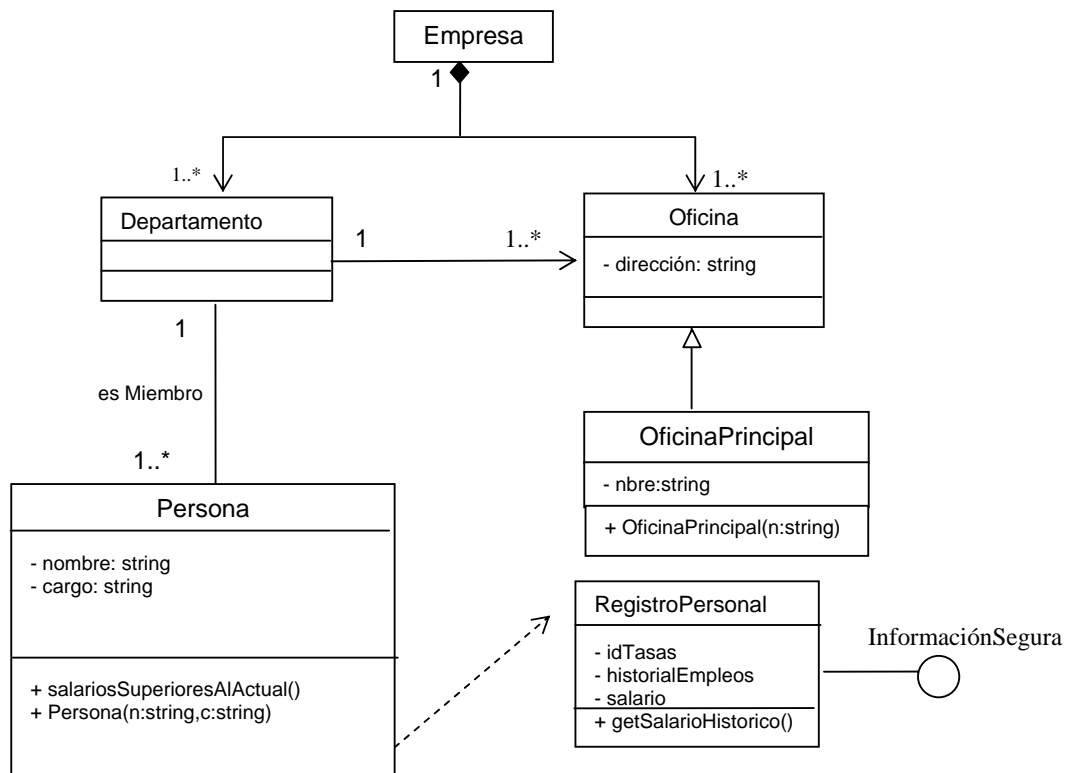 Empresa
1
1..*
1..*
Departamento
Oficina
1
1..*
- dirección: string
1
es Miembro
1..*
OficinaPrincipal
- nbre:string
+ OficinaPrincipal(n:string)
Persona
- nombre: string
- cargo: string
+ salariosSuperioresAlActual()
+ Persona(n:string,c:string)
RegistroPersonal
- idTasas
- historialEmpleos
- salario
+ getSalarioHistorico()
InformaciónSegura